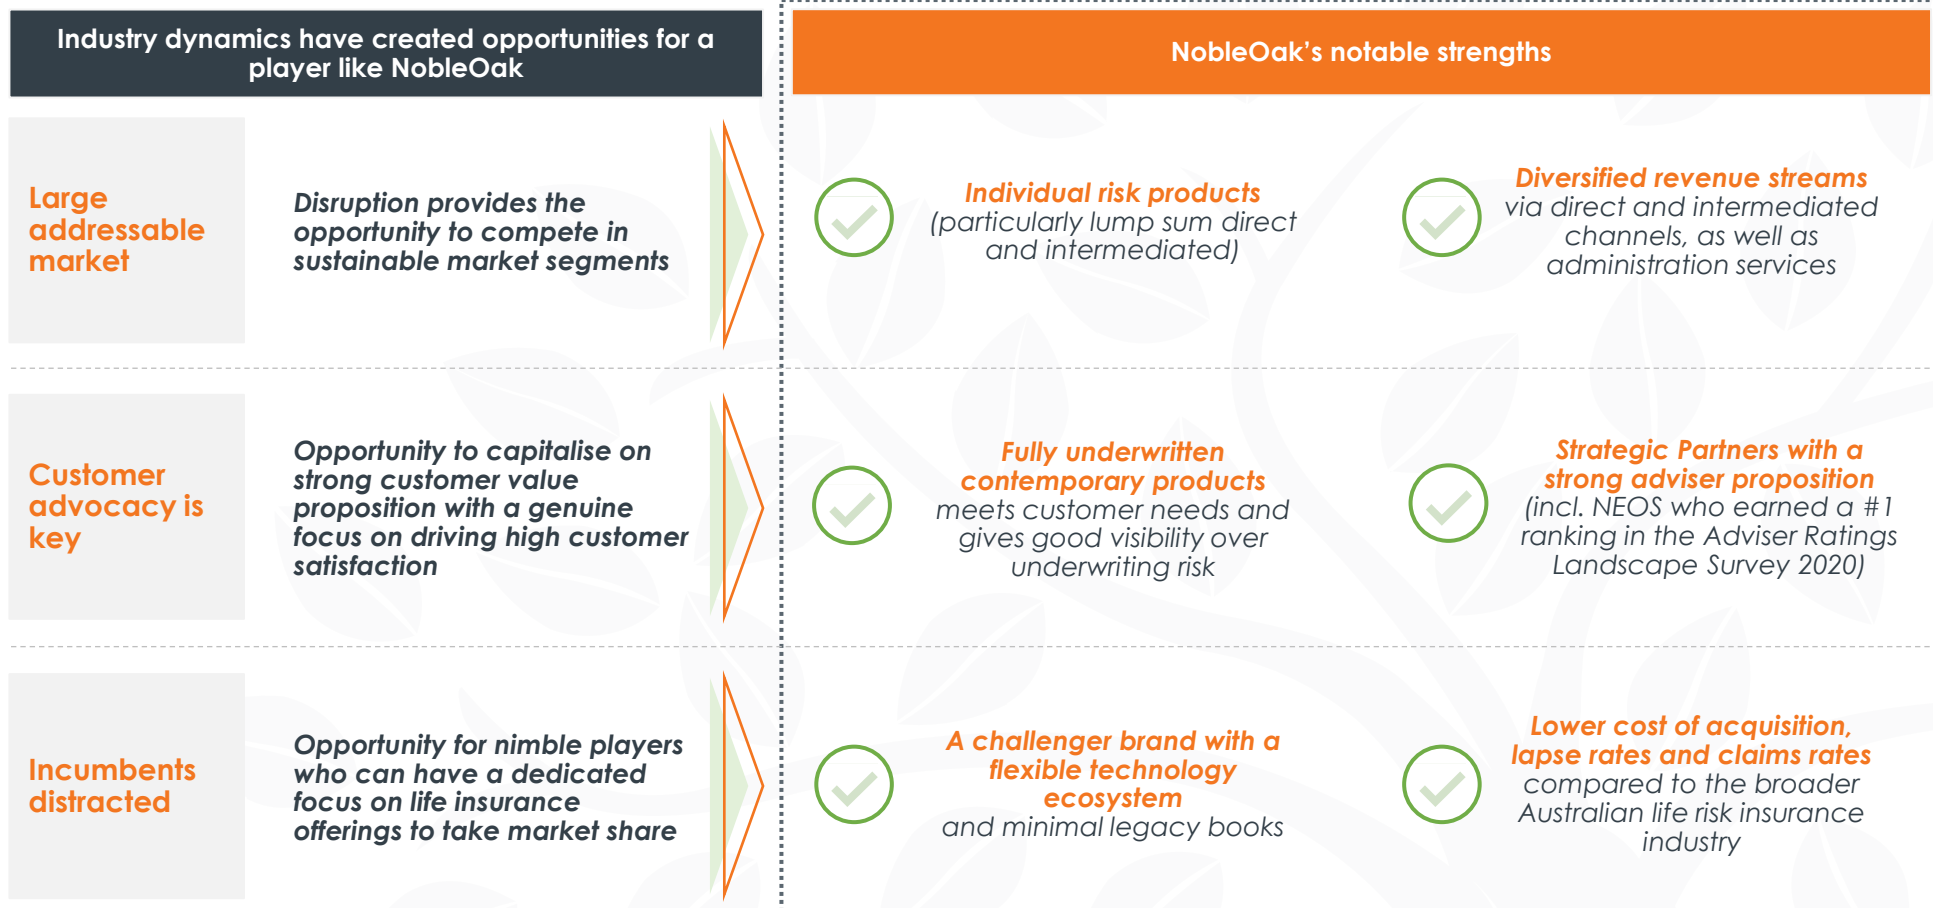 Industry dynamics have created opportunities for a
player like NobleOak
NobleOak’s notable strengths
Large
addressable
market
Disruption provides the
opportunity to compete in
sustainable market segments
Individual risk products
(particularly lump sum direct
and intermediated)
Diversified revenue streams
via direct and intermediated
channels, as well as
administration services
Customer
advocacy is
key
Opportunity to capitalise on
strong customer value
proposition with a genuine
focus on driving high customer
satisfaction
Fully underwritten
contemporary products
meets customer needs and
gives good visibility over
underwriting risk
Strategic Partners with a
strong adviser proposition
(incl. NEOS who earned a #1
ranking in the Adviser Ratings
Landscape Survey 2020)
Incumbents
distracted
Opportunity for nimble players
who can have a dedicated
focus on life insurance
offerings to take market share
A challenger brand with a
flexible technology
ecosystem
and minimal legacy books
Lower cost of acquisition,
lapse rates and claims rates
compared to the broader
Australian life risk insurance
industry